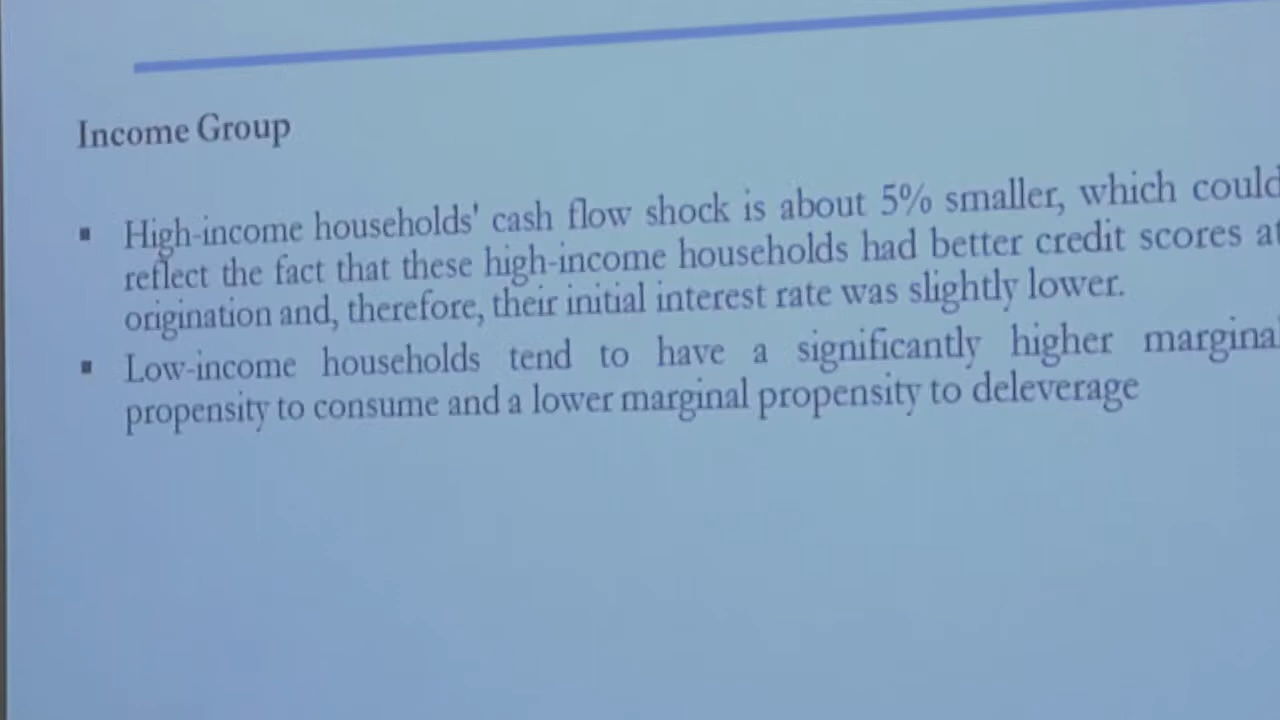 Income Group
▪ High-income households' cash flow shock is about 5% smaller, which could
reflect the fact that these high-income households had better credit scores at
origination and, therefore, their initial interest rate was slightly lower.
▪ Low-income households tend to have a significantly higher marginal
propensity to consume and a lower marginal propensity to deleverage